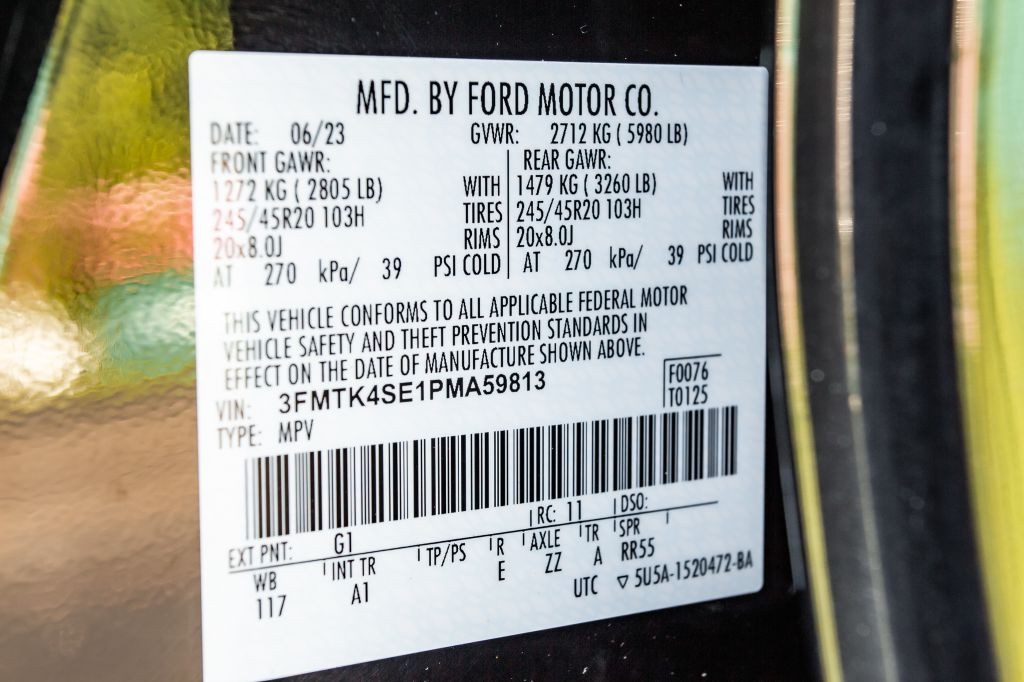 MFD. BY FORD MOTOR CO.
DATE: 06/23 GVWR: 2712 KG ( 5980 LB)
FRONT GAWR: REAR GAWR:
1272 KG ( 2805 LB) WITH 1479 KG ( 3260 LB) WITH
245/45R20 103H TIRES 245/45R20 103H TIRES
20x8.0J RIMS 20x8.0J RIMS
AT 270 kPa/ 39 PSI COLD AT 270 kPa/ 39 PSI COLD
THIS VEHICLE CONFORMS TO ALL APPLICABLE FEDERAL MOTOR
VEHICLE SAFETY AND THEFT PREVENTION STANDARDS IN
EFFECT ON THE DATE OF MANUFACTURE SHOWN ABOVE.
VIN: 3FMTK4SE1PMA59813 F0076
TYPE: MPV T0125
EXT PNT: G1 RC: 11 DSO:
WB INT TR TP/PS R AXLE TR SPR
117 A1 E ZZ A RR55
UTC ▽ 5U5A-1520472-BA